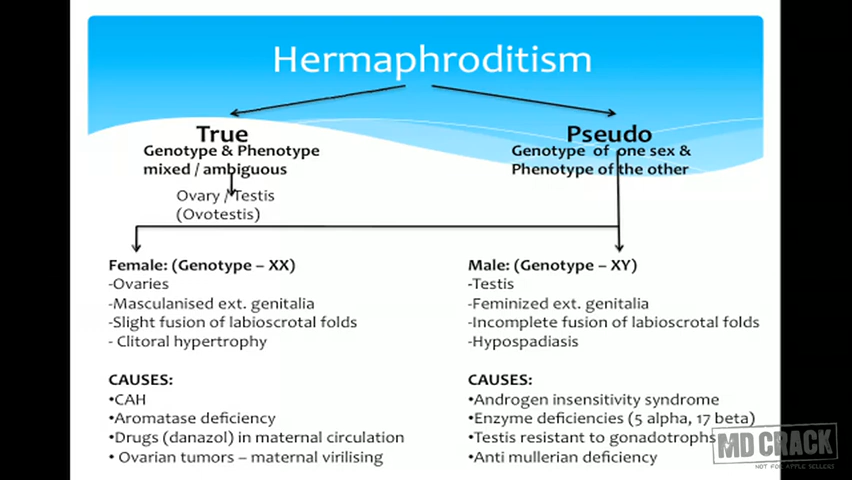 Hermaphroditism
True
Genotype & Phenotype
mixed / ambiguous
Ovary / Testis
(Ovotestis)
Pseudo
Genotype of one sex &
Phenotype of the other
Female: (Genotype – XX)
-Ovaries
-Masculanised ext. genitalia
-Slight fusion of labioscrotal folds
- Clitoral hypertrophy
CAUSES:
•CAH
•Aromatase deficiency
•Drugs (danazol) in maternal circulation
• Ovarian tumors – maternal virilising
Male: (Genotype – XY)
-Testis
-Feminized ext. genitalia
-Incomplete fusion of labioscrotal folds
-Hypospadiasis
CAUSES:
•Androgen insensitivity syndrome
•Enzyme deficiencies (5 alpha, 17 beta)
•Testis resistant to gonadotrophs
•Anti mullerian deficiency
MD CRACK
NOT FOR APPLE SELLERS